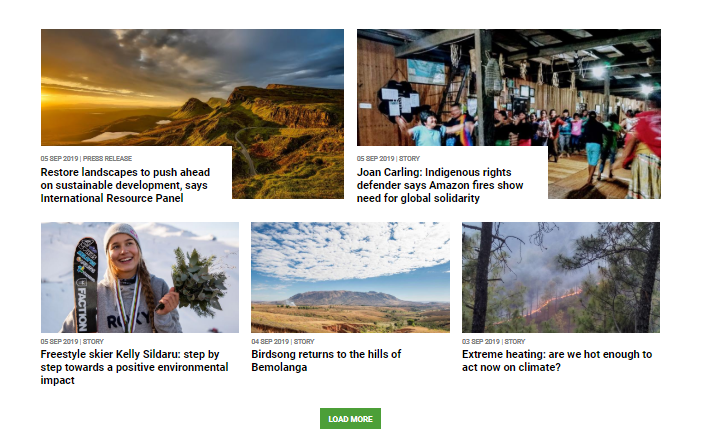 05 SEP 2019 | PRESS RELEASE
Restore landscapes to push ahead
on sustainable development, says
International Resource Panel
05 SEP 2019 | STORY
Joan Carling: Indigenous rights
defender says Amazon fires show
need for global solidarity
FACTION
ROXY
05 SEP 2019 | STORY
Freestyle skier Kelly Sildaru: step by
step towards a positive environmental
impact
04 SEP 2019 | STORY
Birdsong returns to the hills of
Bemolanga
03 SEP 2019 | STORY
Extreme heating: are we hot enough to
act now on climate?
LOAD MORE